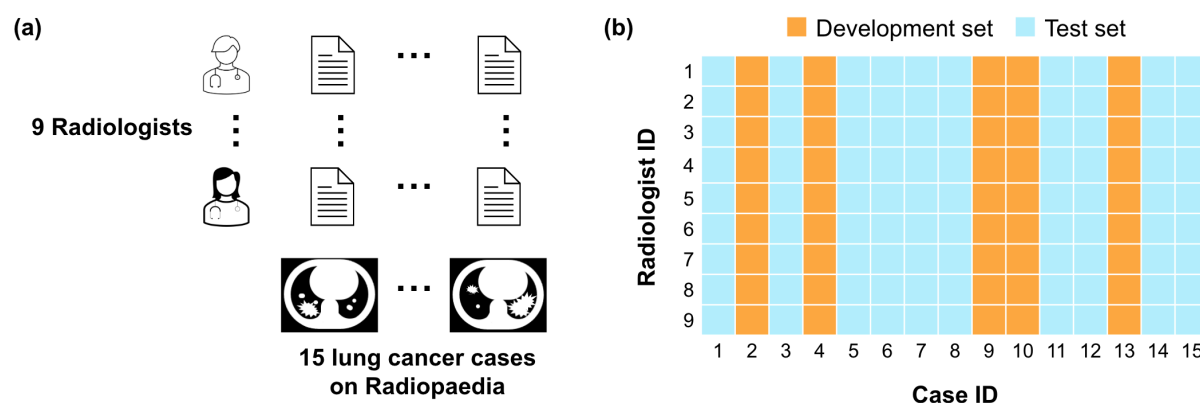 (a)
...
...
9 Radiologists
15 lung cancer cases
on Radiopaedia
(b)
Development set
Test set
Radiologist ID
1
2
3
4
5
6
7
8
9
1 2 3 4 5 6 7 8 9 10 11 12 13 14 15
Case ID